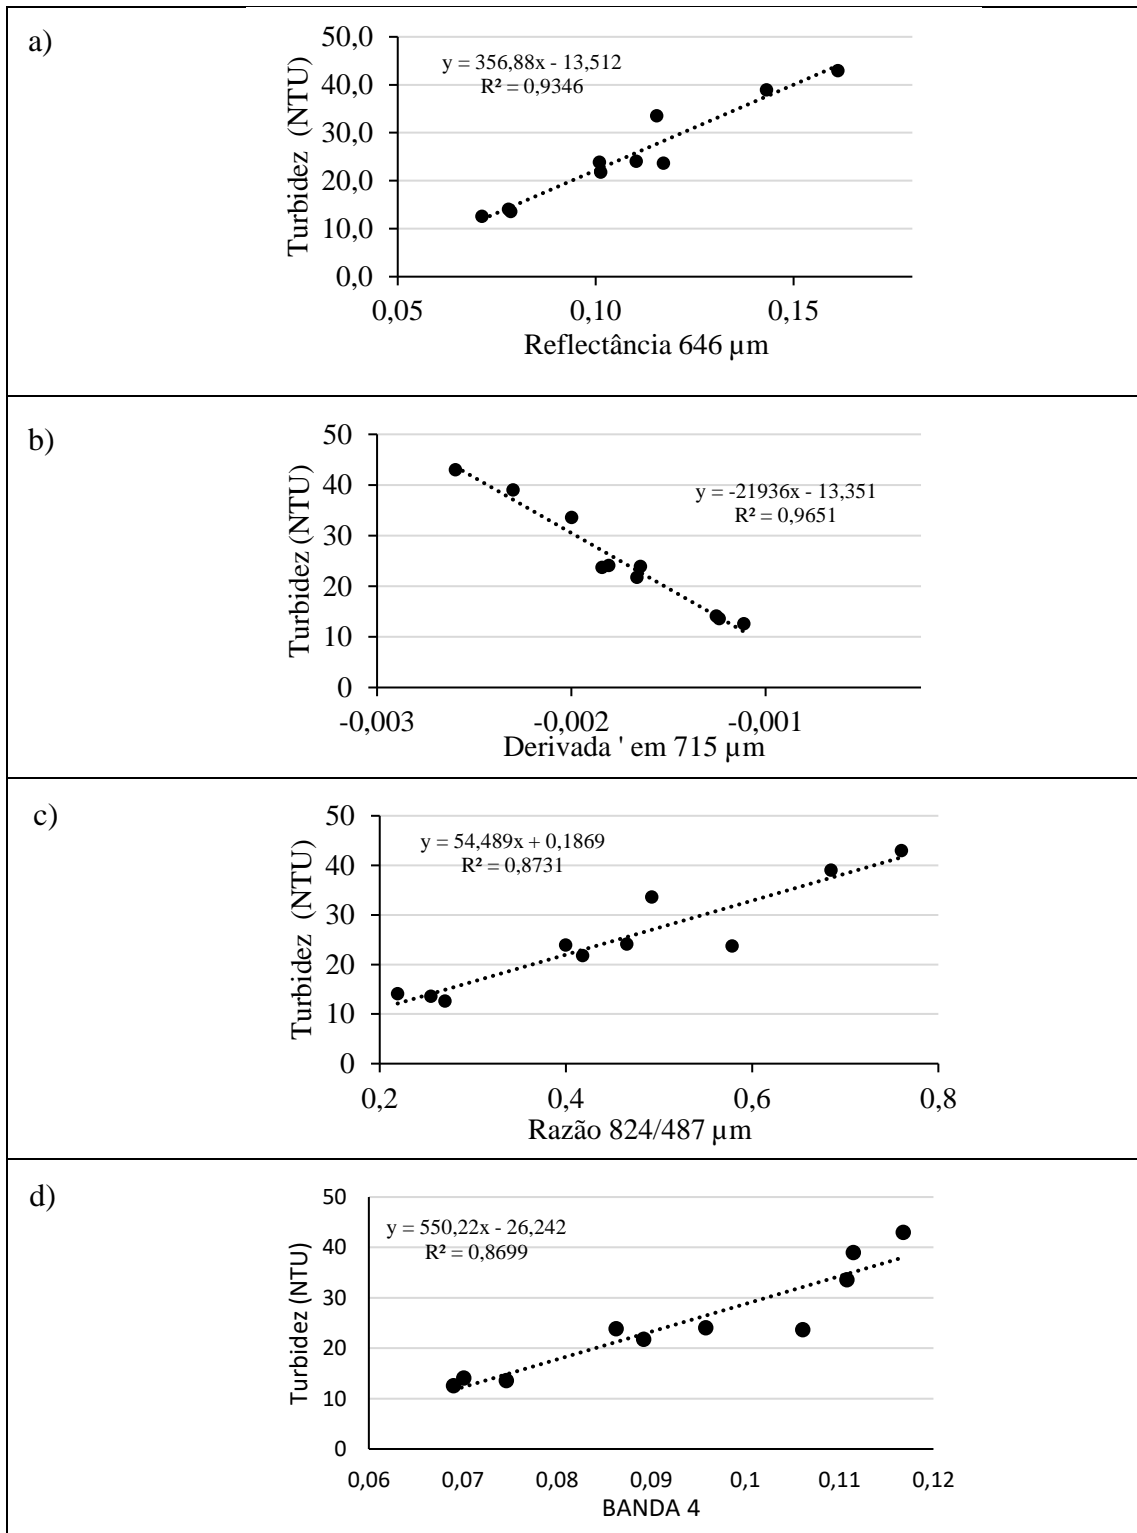 a)
50,0
40,0
30,0
20,0
10,0
0,0
Turbidez (NTU)
y = 356,88x - 13,512
R² = 0,9346
0,05 0,10 0,15
Reflectância 646 µm
b)
50
40
30
20
10
0
Turbidez (NTU)
y = -21936x - 13,351
R² = 0,9651
-0,003 -0,002 -0,001
Derivada ' em 715 µm
c)
50
40
30
20
10
0
Turbidez (NTU)
y = 54,489x + 0,1869
R² = 0,8731
0,2 0,4 0,6 0,8
Razão 824/487 µm
d)
50
40
30
20
10
0
Turbidez (NTU)
y = 550,22x - 26,242
R² = 0,8699
0,06 0,07 0,08 0,09 0,1 0,11 0,12
BANDA 4